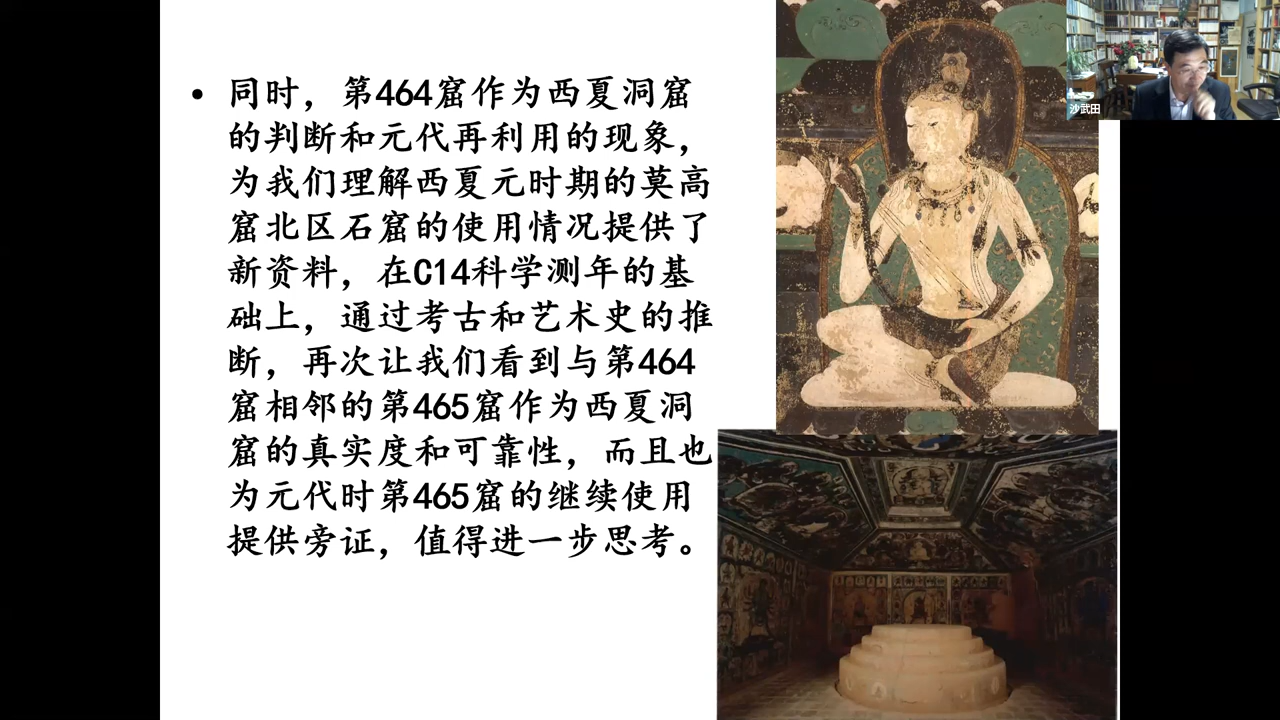 • 同时，第464窟作为西夏洞窟
的判断和元代再利用的现象，
为我们理解西夏元时期的莫高
窟北区石窟的使用情况提供了
新资料，在C14科学测年的基
础上，通过考古和艺术史的推
断，再次让我们看到与第464
窟相邻的第465窟作为西夏洞
窟的真实度和可靠性，而且也
为元代时第465窟的继续使用
提供旁证，值得进一步思考。
沙武田